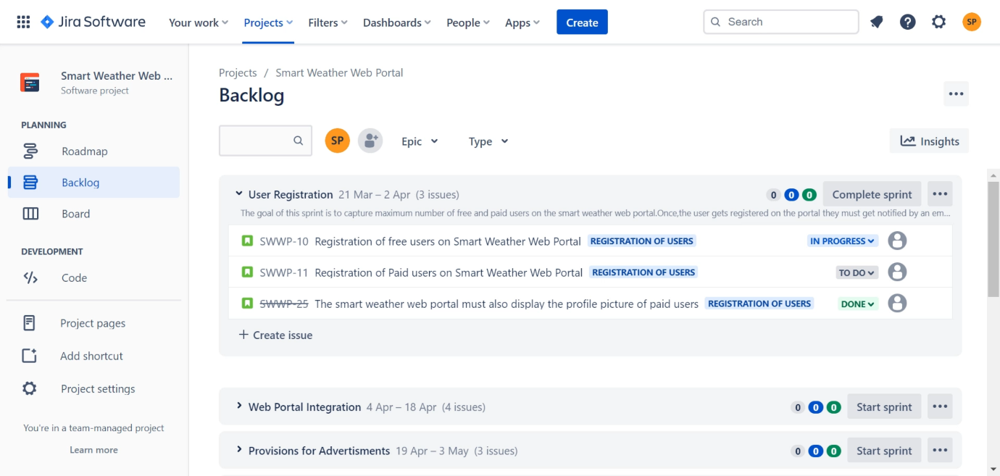 Jira Software Your work Projects Filters Dashboards People Apps Create Search SP
Smart Weather Web ...
Software project
PLANNING
Roadmap
Backlog
Board
DEVELOPMENT
Code
Project pages
Add shortcut
Project settings
You're in a team-managed project
Learn more
Projects / Smart Weather Web Portal
Backlog
SP Epic Type Insights
User Registration 21 Mar – 2 Apr (3 issues) 0 0 0 Complete sprint
The goal of this sprint is to capture maximum number of free and paid users on the smart weather web portal.Once,the user gets registered on the portal they must get notified by an em...
SWWP-10 Registration of free users on Smart Weather Web Portal REGISTRATION OF USERS IN PROGRESS
SWWP-11 Registration of Paid users on Smart Weather Web Portal REGISTRATION OF USERS TO DO
SWWP-25 The smart weather web portal must also display the profile picture of paid users REGISTRATION OF USERS DONE
+ Create issue
Web Portal Integration 4 Apr – 18 Apr (4 issues) 0 0 0 Start sprint
Provisions for Advertisments 19 Apr – 3 May (3 issues) 0 0 0 Start sprint